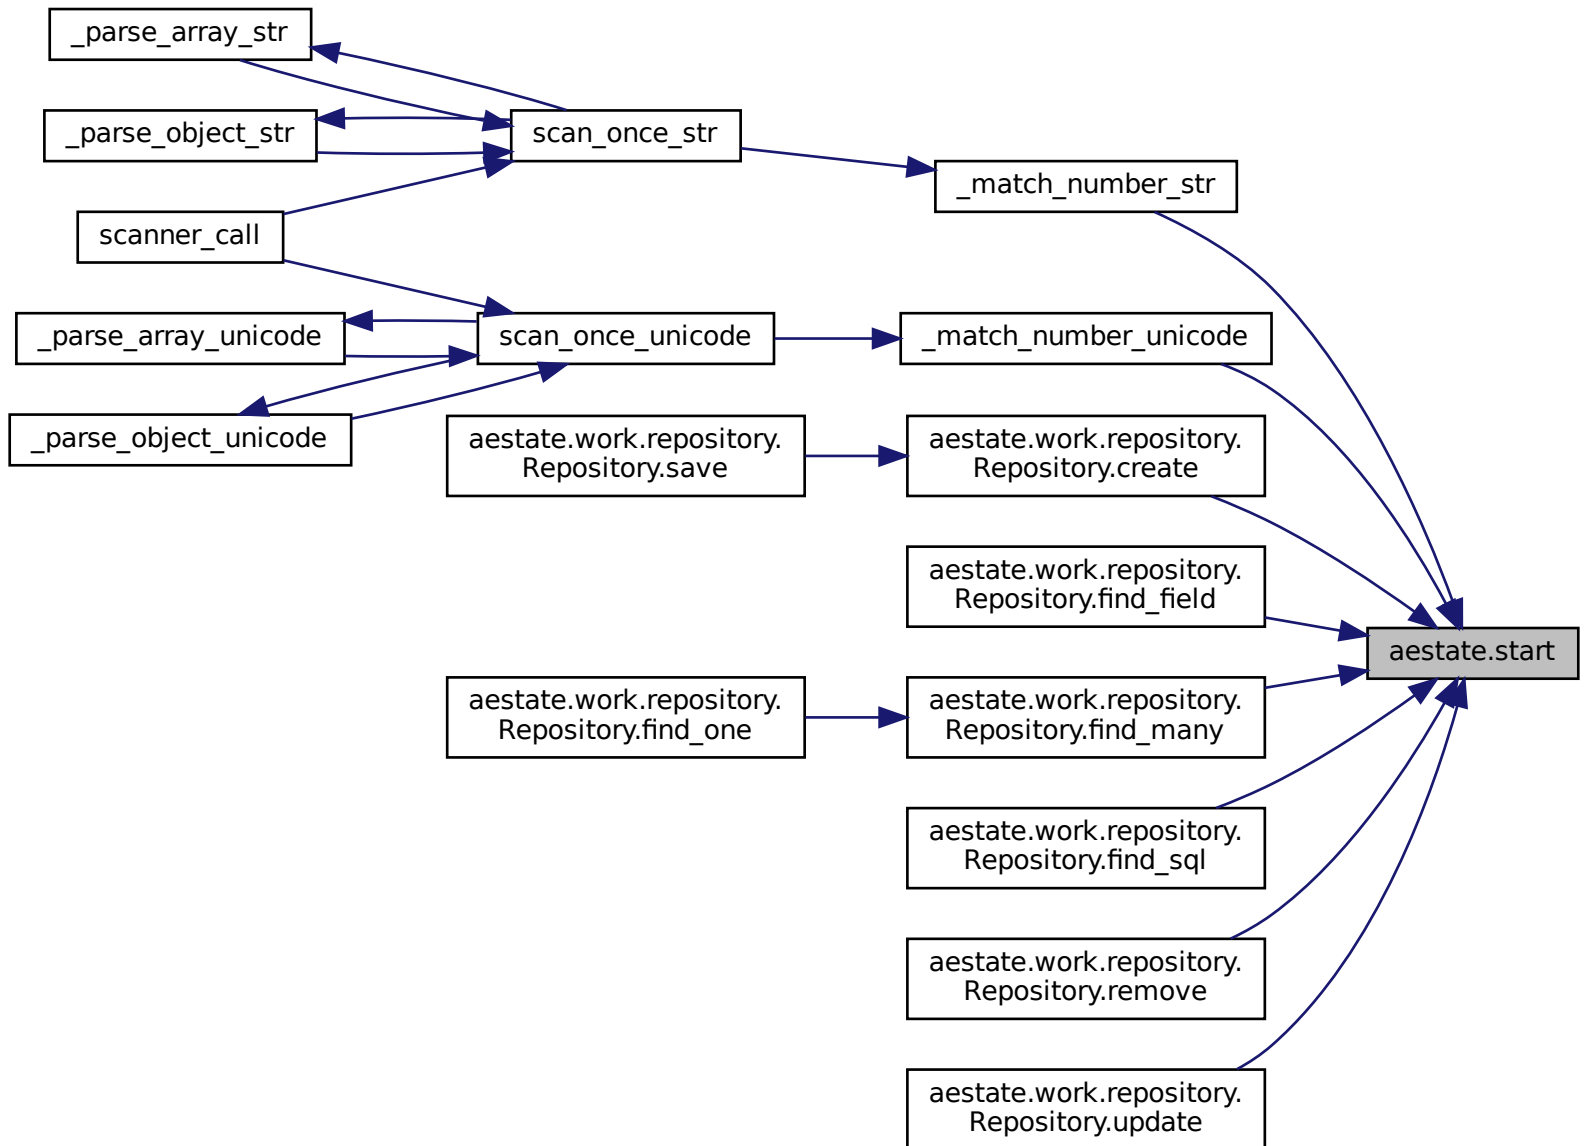 _parse_array_str
_parse_object_str
scan_once_str
_match_number_str
scanner_call
_parse_array_unicode
scan_once_unicode
_match_number_unicode
_parse_object_unicode
aestate.work.repository.
Repository.save
aestate.work.repository.
Repository.create
aestate.work.repository.
Repository.find_field
aestate.start
aestate.work.repository.
Repository.find_one
aestate.work.repository.
Repository.find_many
aestate.work.repository.
Repository.find_sql
aestate.work.repository.
Repository.remove
aestate.work.repository.
Repository.update